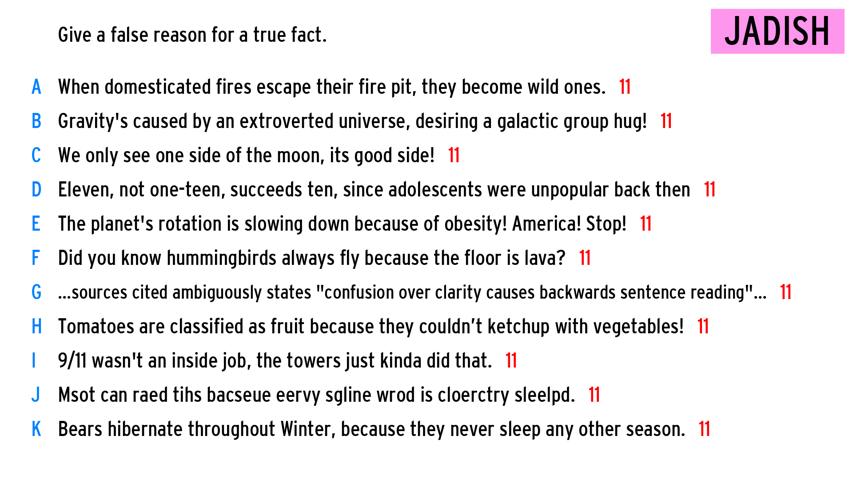 Give a false reason for a true fact.
JADISH
A When domesticated fires escape their fire pit, they become wild ones. 11
B Gravity's caused by an extroverted universe, desiring a galactic group hug! 11
C We only see one side of the moon, its good side! 11
D Eleven, not one-teen, succeeds ten, since adolescents were unpopular back then 11
E The planet's rotation is slowing down because of obesity! America! Stop! 11
F Did you know hummingbirds always fly because the floor is lava? 11
G ...sources cited ambiguously states "confusion over clarity causes backwards sentence reading"... 11
H Tomatoes are classified as fruit because they couldn’t ketchup with vegetables! 11
I 9/11 wasn't an inside job, the towers just kinda did that. 11
J Msot can raed tihs bacseue eervy sgline wrod is cloerctry sleelpd. 11
K Bears hibernate throughout Winter, because they never sleep any other season. 11